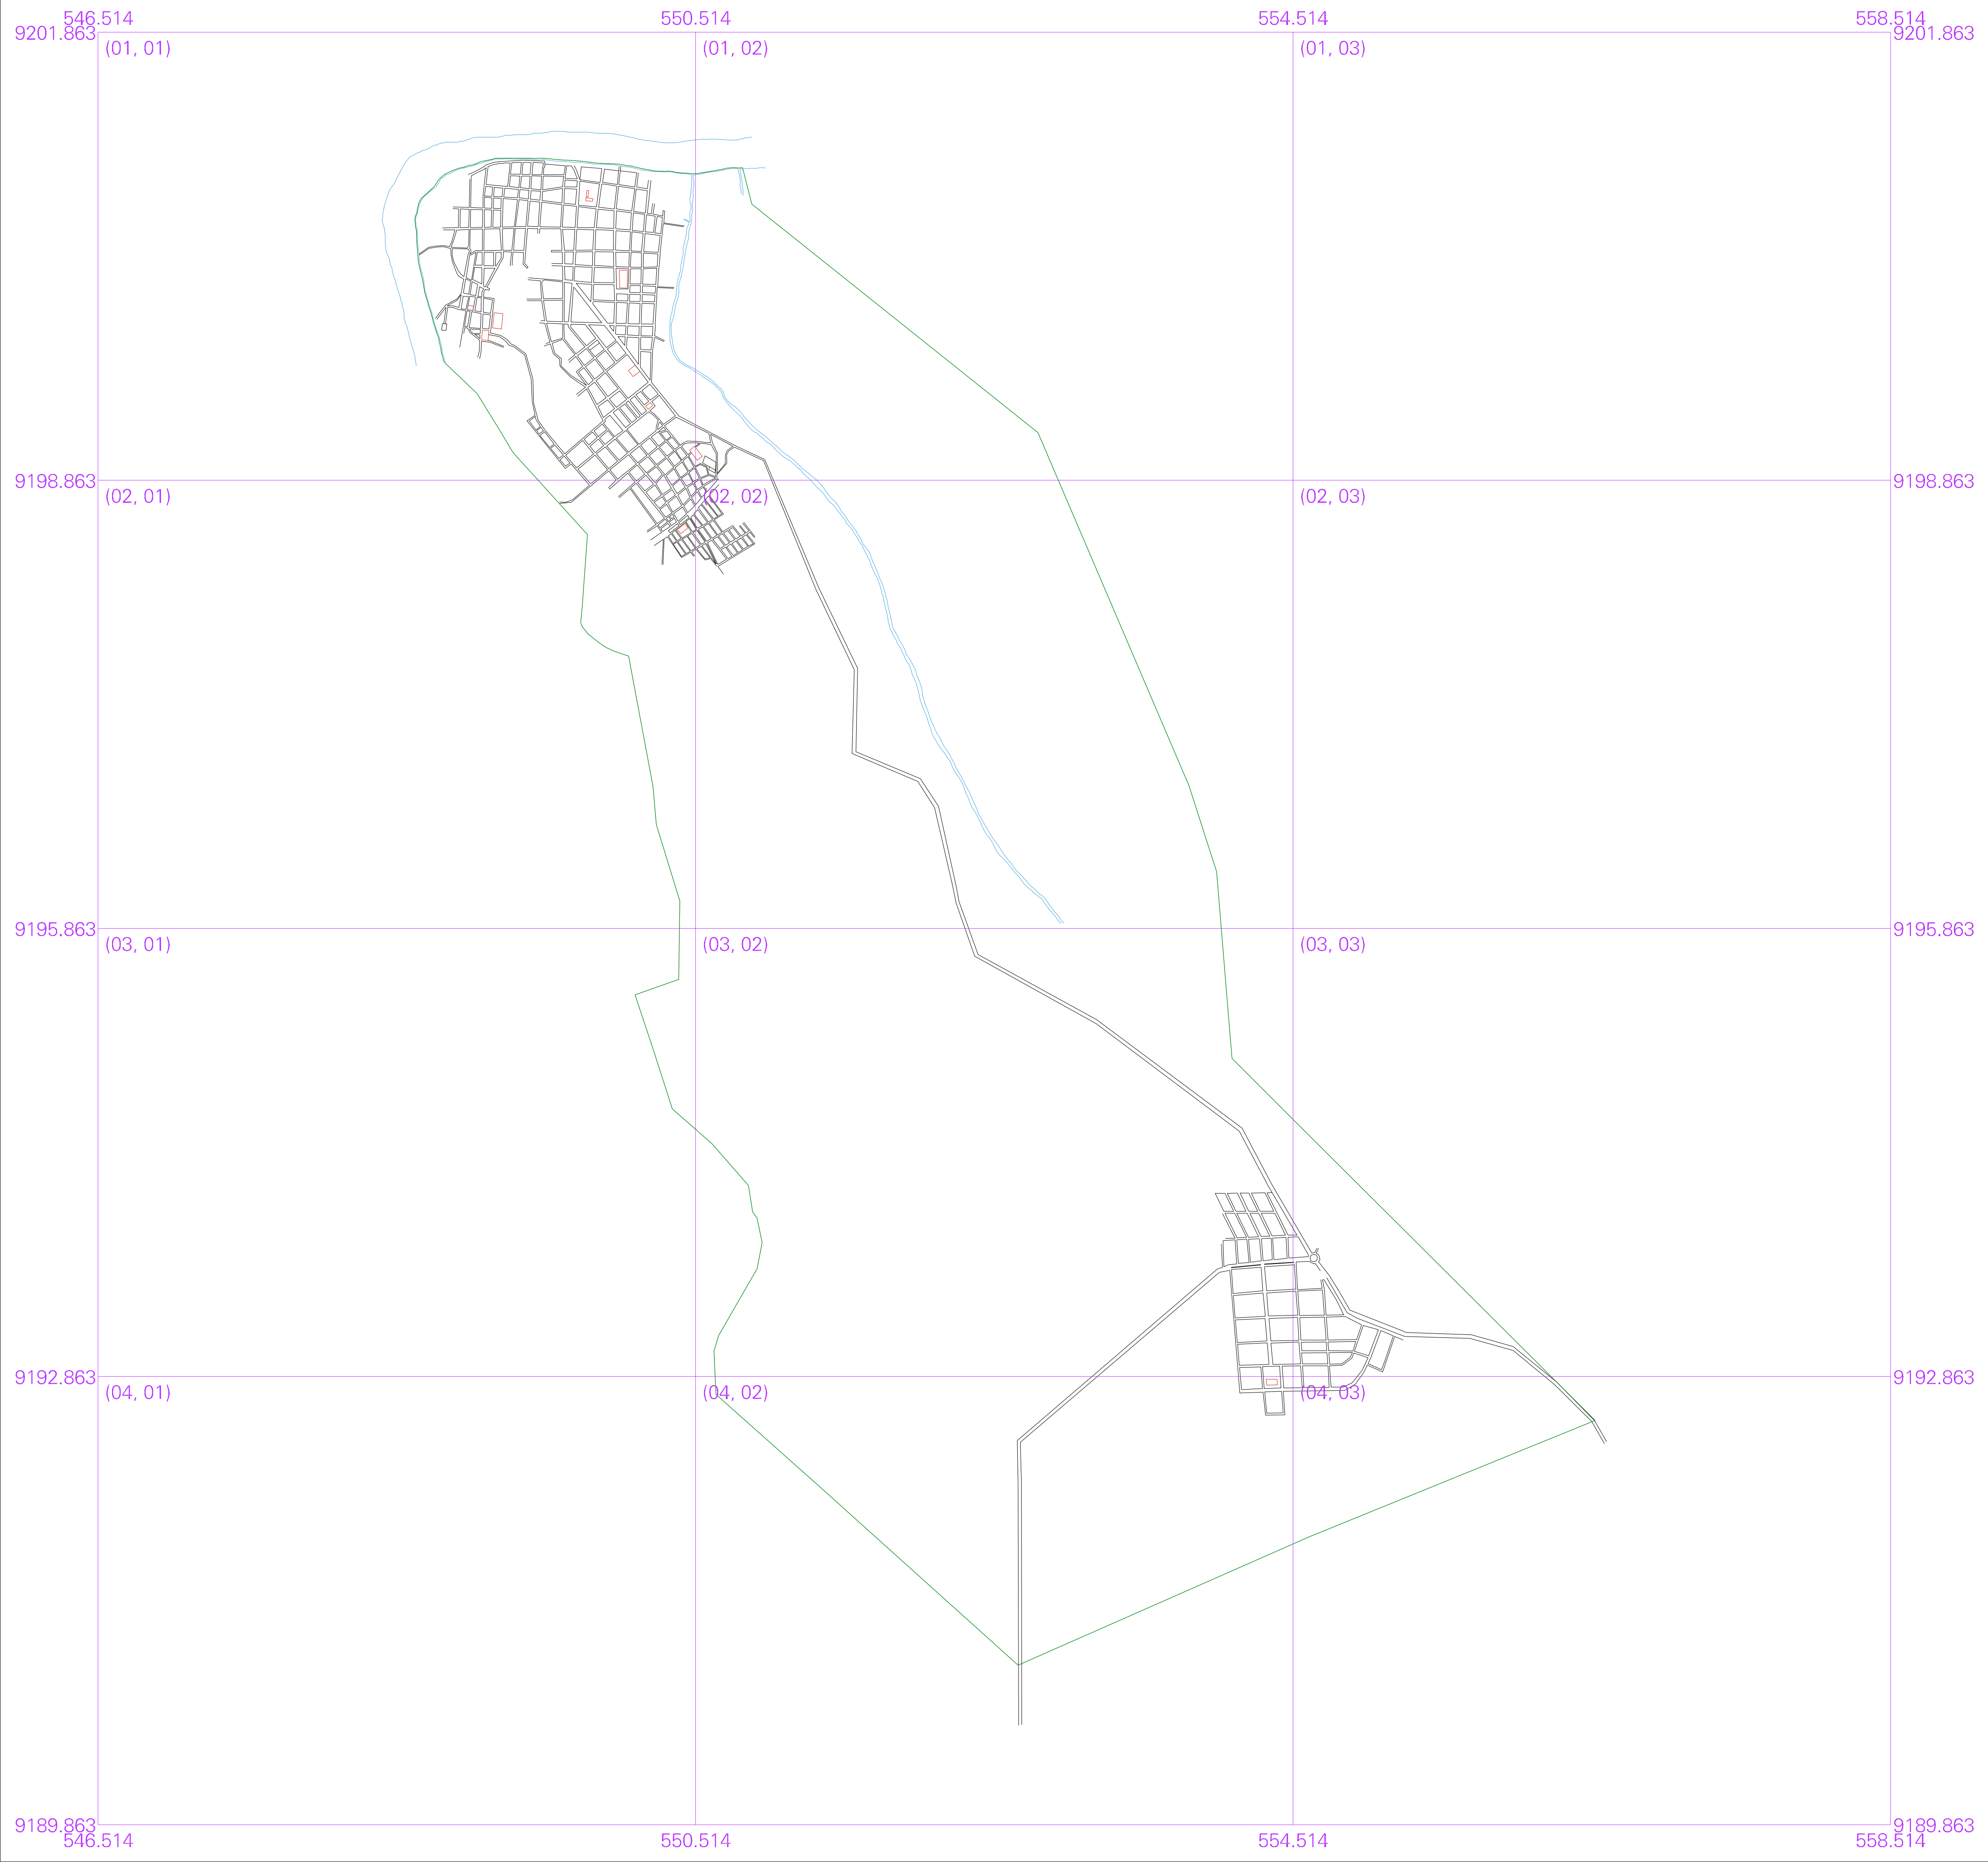 546.514 550.514 554.514 558.514
9201.863 9201.863
(01, 01) (01, 02) (01, 03)
9198.863 9198.863
(02, 01) (02, 02) (02, 03)
9195.863 9195.863
(03, 01) (03, 02) (03, 03)
9192.863 9192.863
(04, 01) (04, 02) (04, 03)
9189.863 9189.863
546.514 550.514 554.514 558.514